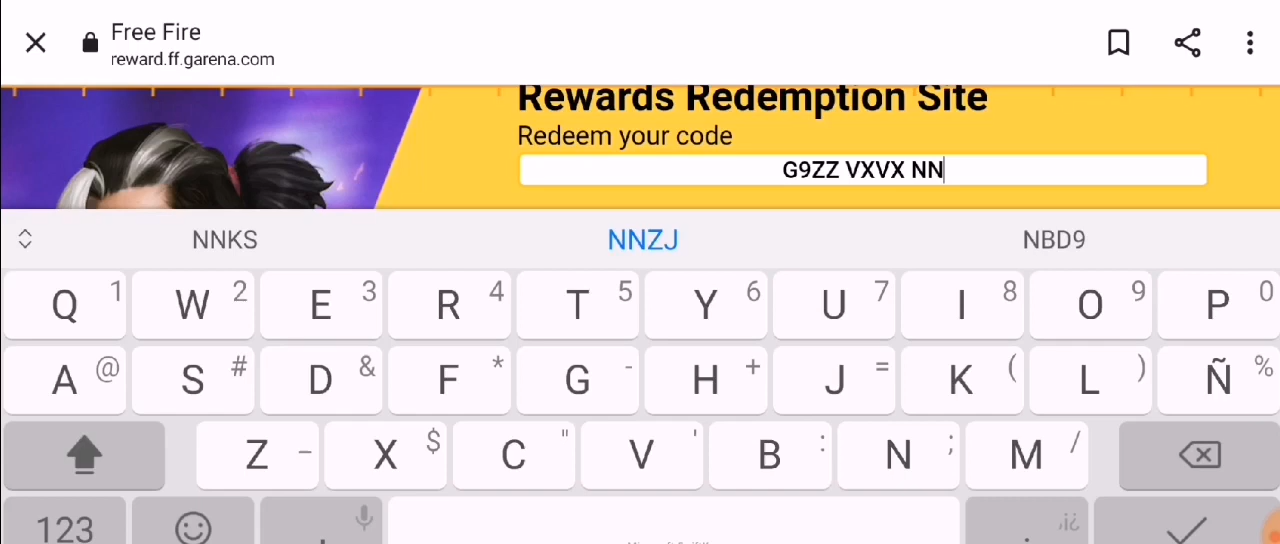 Free Fire
reward.ff.garena.com
Rewards Redemption Site
Redeem your code
G9ZZ VXVX NN
NNKS NNZJ NBD9
Q 1 W 2 E 3 R 4 T 5 Y 6 U 7 I 8 O 9 P 0
A @ S # D & F * G - H + J = K ( L ) Ñ %
Z _ X $ C " V ' B : N ; M /
123 , . ¡¿